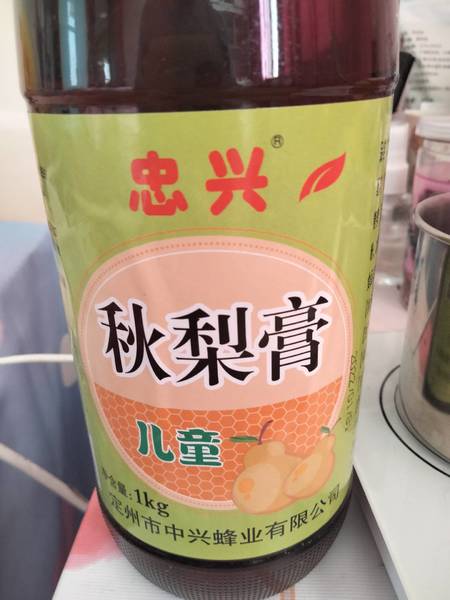 忠兴®
秋梨膏
儿童
净含量:1kg
定州市中兴蜂业有限公司